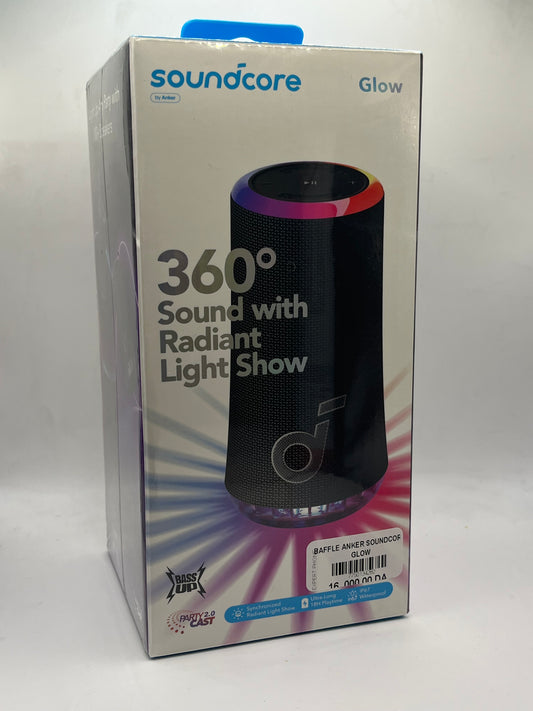 soundcore
by Anker
Glow
360°
Sound with
Radiant
Light Show
BAFFLE ANKER SOUNDCOR
GLOW
16 000,00 DA
BASS
UP
PARTY 2.0
CAST
Synchronized
Radiant Light Show
Ultra-Long
18H Playtime
IP67
Waterproof